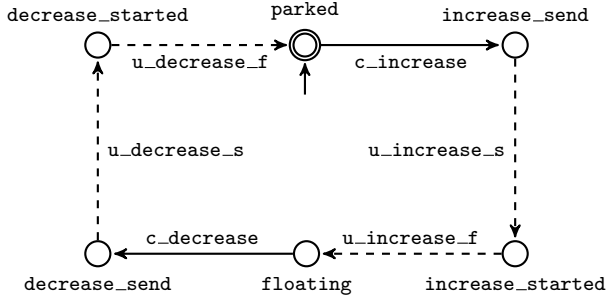 decrease_started
parked
increase_send
u_decrease_f
c_increase
u_decrease_s
u_increase_s
c_decrease
u_increase_f
decrease_send
floating
increase_started